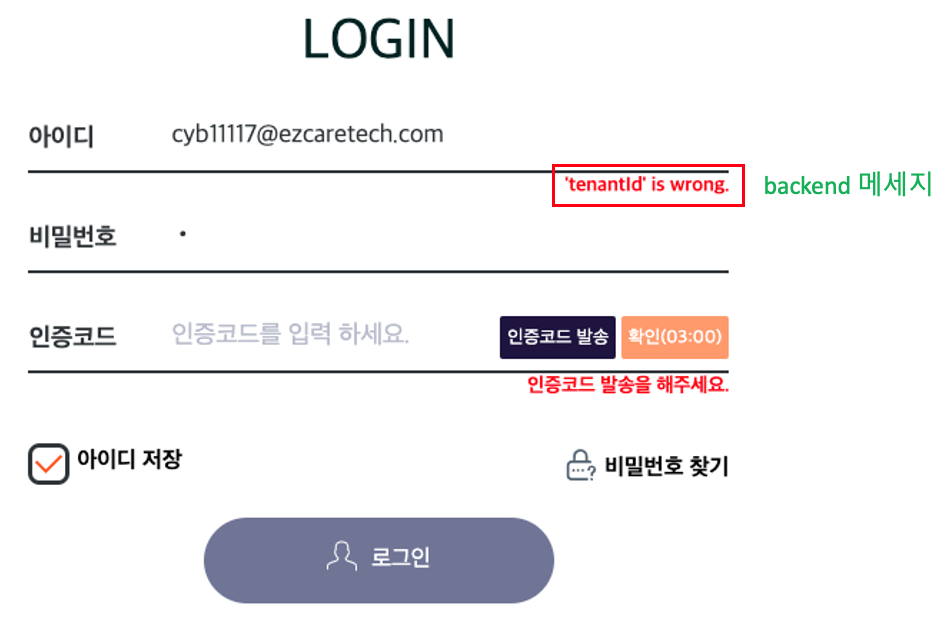 LOGIN
아이디 cyb11117@ezcaretech.com
'tenantId' is wrong. backend 메세지
비밀번호 •
인증코드 인증코드를 입력 하세요. 인증코드 발송 확인(03:00)
인증코드 발송을 해주세요.
아이디 저장 비밀번호 찾기
로그인